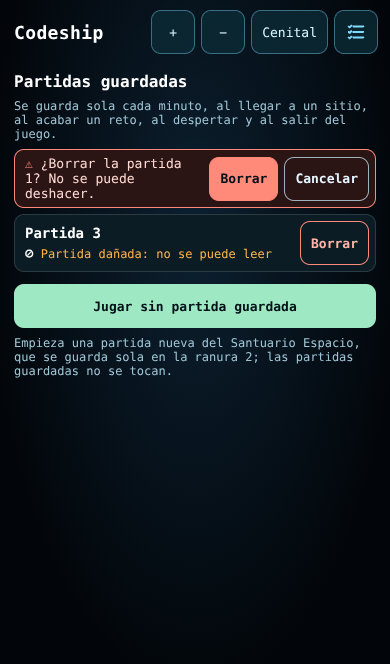 Codeship
+
−
Cenital
Partidas guardadas
Se guarda sola cada minuto, al llegar a un sitio,
al acabar un reto, al despertar y al salir del
juego.
⚠ ¿Borrar la partida
1? No se puede
deshacer.
Borrar
Cancelar
Partida 3
⊘ Partida dañada: no se puede leer
Borrar
Jugar sin partida guardada
Empieza una partida nueva del Santuario Espacio,
que se guarda sola en la ranura 2; las partidas
guardadas no se tocan.